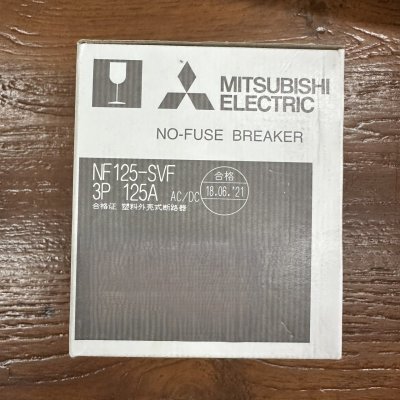 MITSUBISHI
ELECTRIC
NO-FUSE BREAKER
NF125-SVF
3P 125A AC/DC
合格
18.06.'21
合格证 塑料外壳式断路器